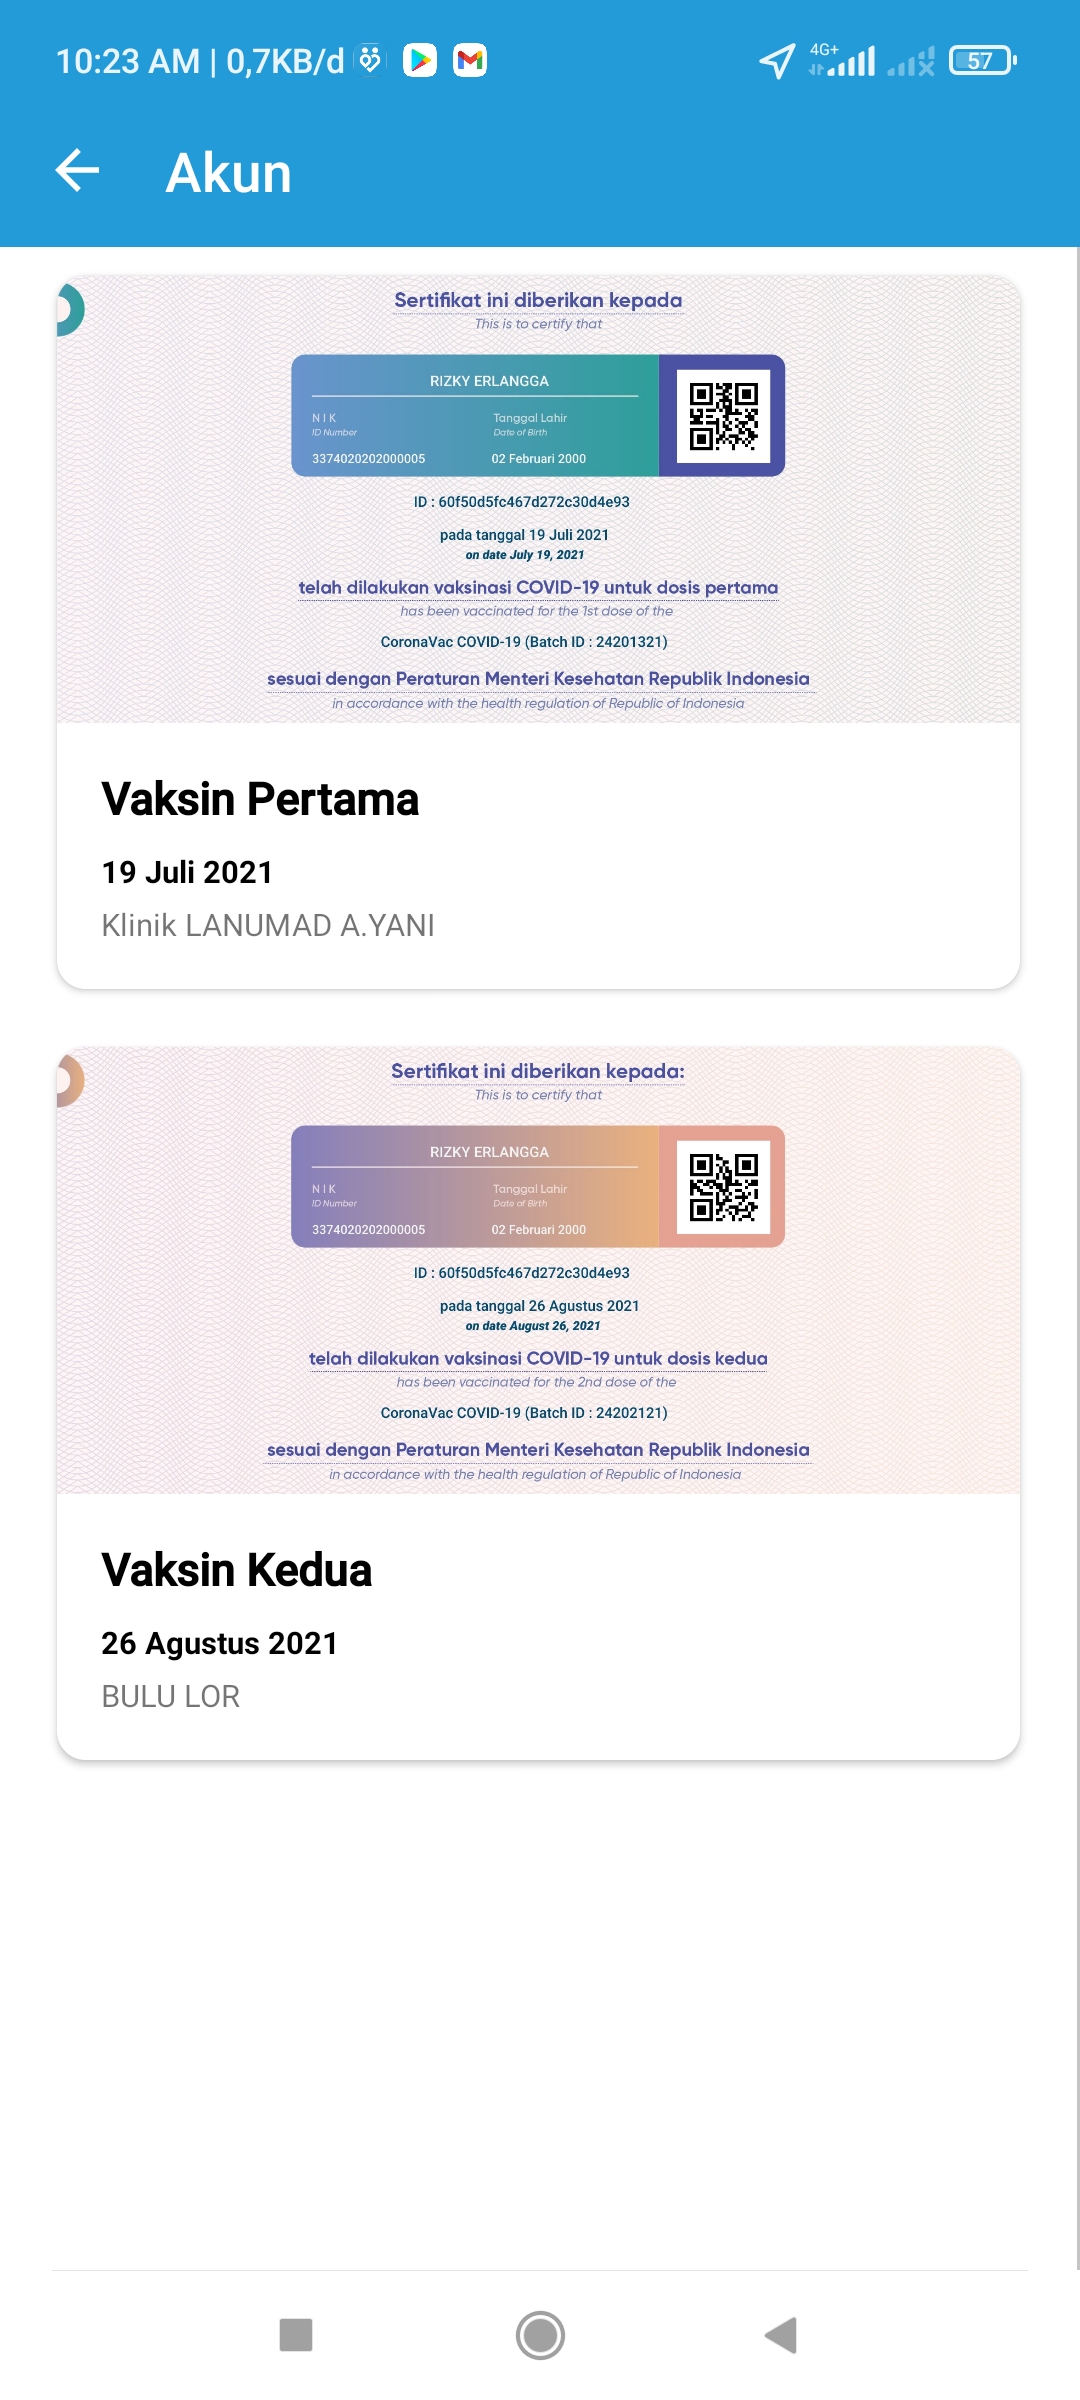 10:23 AM | 0,7KB/d
4G+
57
Akun
Sertifikat ini diberikan kepada
This is to certify that
RIZKY ERLANGGA
N I K
Tanggal Lahir
ID Number
Date of Birth
3374020202000005
02 Februari 2000
ID : 60f50d5fc467d272c30d4e93
pada tanggal 19 Juli 2021
on date July 19, 2021
telah dilakukan vaksinasi COVID-19 untuk dosis pertama
has been vaccinated for the 1st dose of the
CoronaVac COVID-19 (Batch ID : 24201321)
sesuai dengan Peraturan Menteri Kesehatan Republik Indonesia
in accordance with the health regulation of Republic of Indonesia
Vaksin Pertama
19 Juli 2021
Klinik LANUMAD A.YANI
Sertifikat ini diberikan kepada:
This is to certify that
RIZKY ERLANGGA
N I K
Tanggal Lahir
ID Number
Date of Birth
3374020202000005
02 Februari 2000
ID : 60f50d5fc467d272c30d4e93
pada tanggal 26 Agustus 2021
on date August 26, 2021
telah dilakukan vaksinasi COVID-19 untuk dosis kedua
has been vaccinated for the 2nd dose of the
CoronaVac COVID-19 (Batch ID : 24202121)
sesuai dengan Peraturan Menteri Kesehatan Republik Indonesia
in accordance with the health regulation of Republic of Indonesia
Vaksin Kedua
26 Agustus 2021
BULU LOR